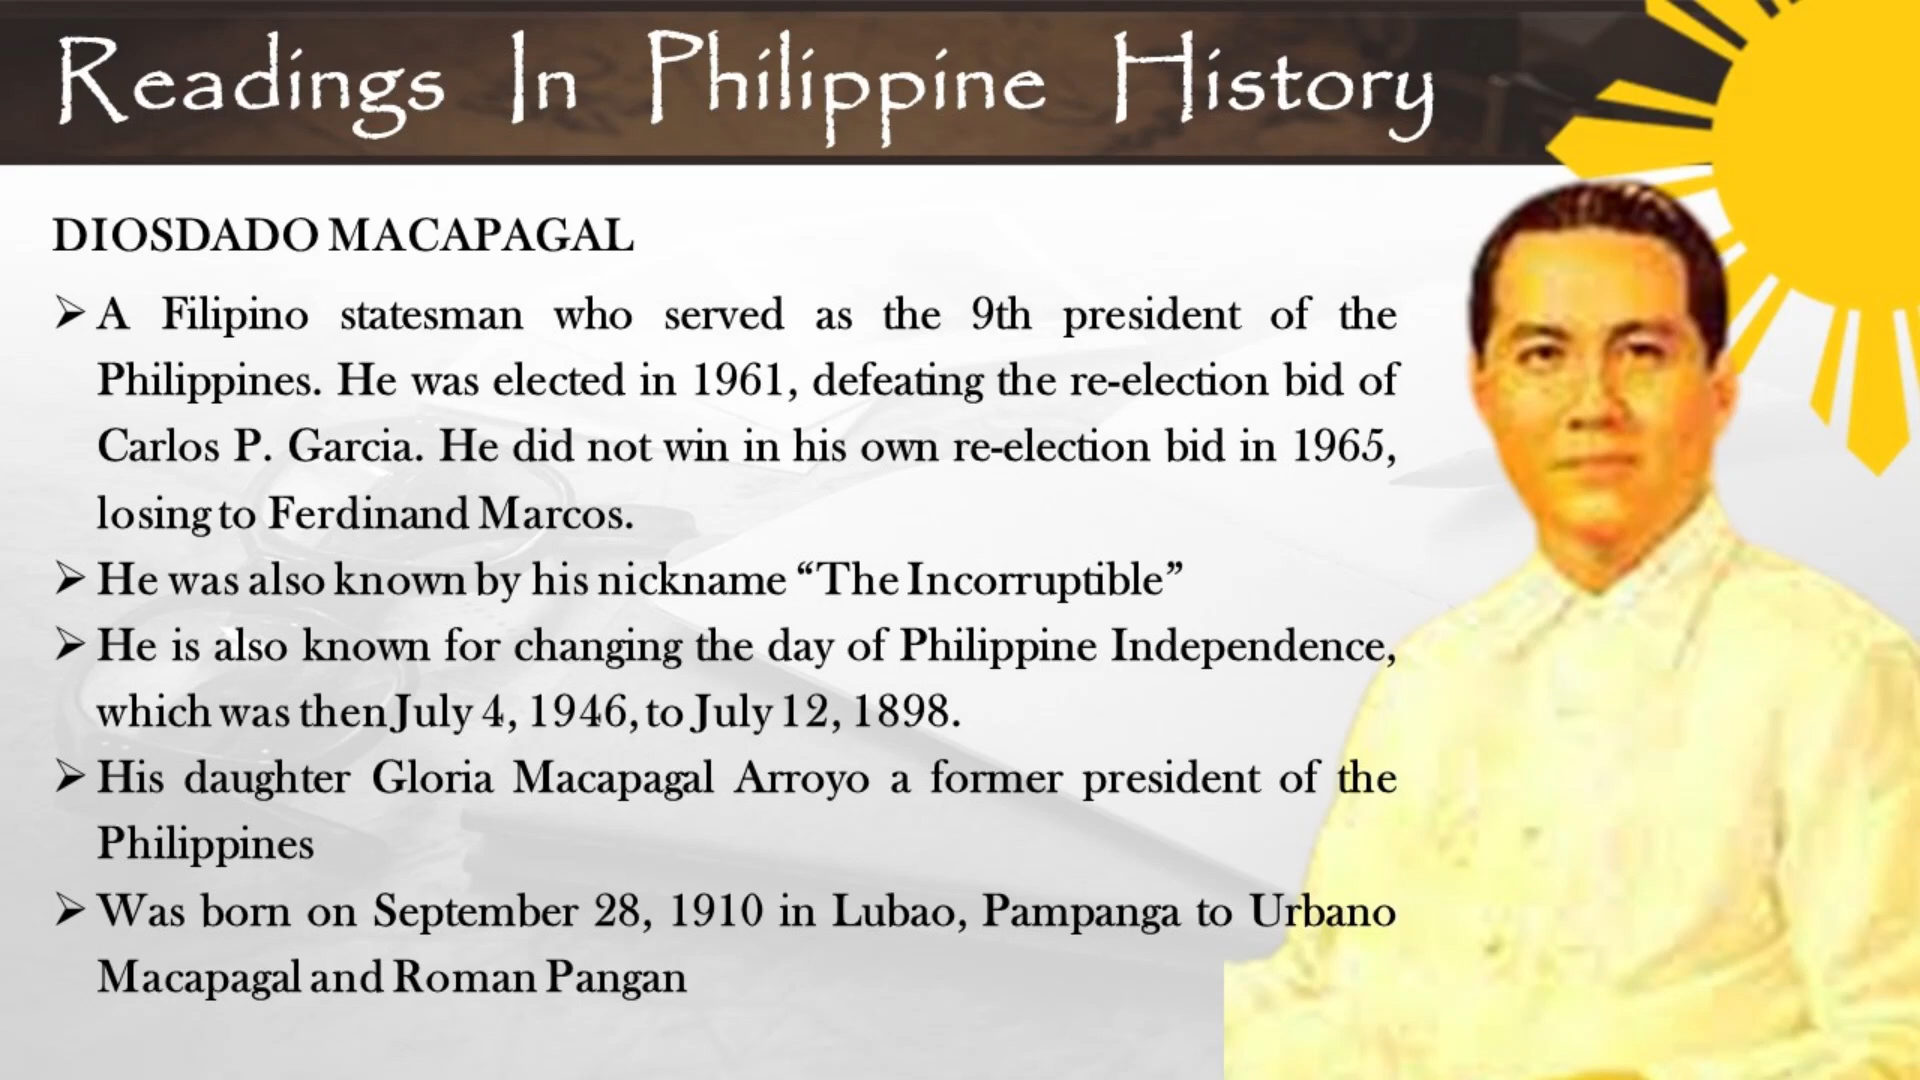 Readings In Philippine History
DIOSDADO MACAPAGAL
➢ A Filipino statesman who served as the 9th president of the
Philippines. He was elected in 1961, defeating the re-election bid of
Carlos P. Garcia. He did not win in his own re-election bid in 1965,
losing to Ferdinand Marcos.
➢ He was also known by his nickname “The Incorruptible”
➢ He is also known for changing the day of Philippine Independence,
which was then July 4, 1946, to July 12, 1898.
➢ His daughter Gloria Macapagal Arroyo a former president of the
Philippines
➢ Was born on September 28, 1910 in Lubao, Pampanga to Urbano
Macapagal and Roman Pangan